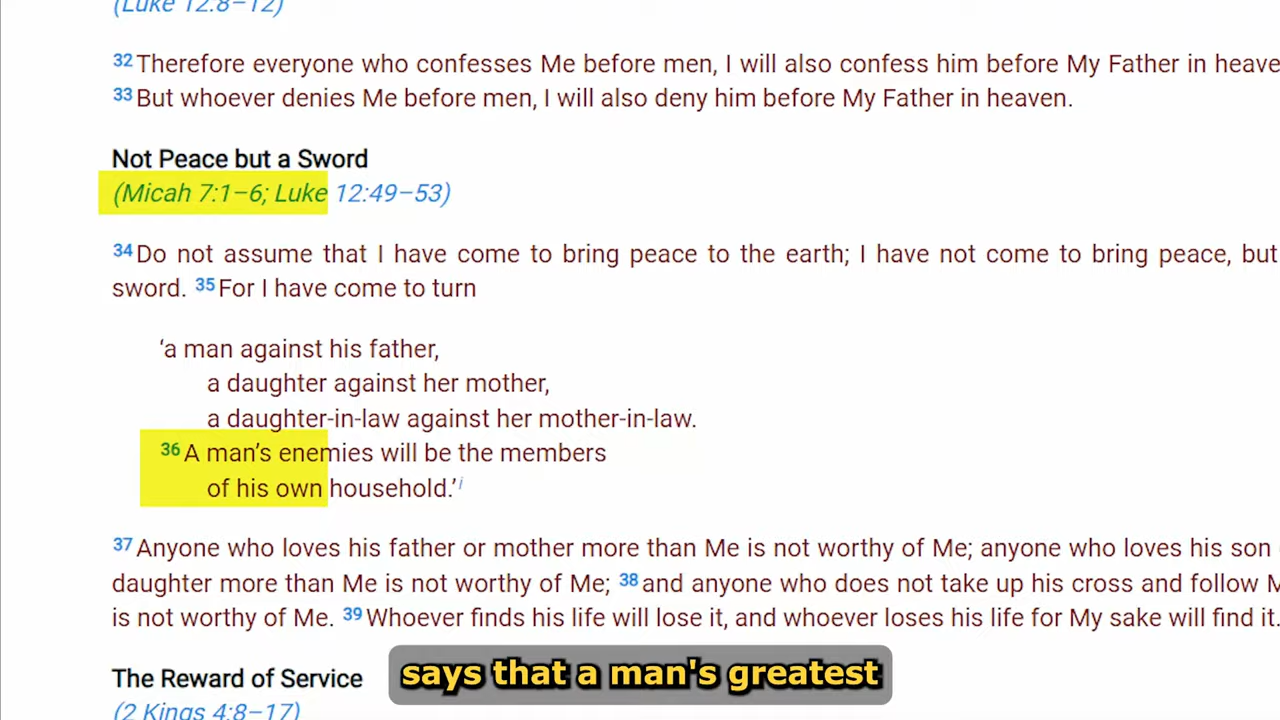 (Luke 12:8–12)
32 Therefore everyone who confesses Me before men, I will also confess him before My Father in heave
33 But whoever denies Me before men, I will also deny him before My Father in heaven.
Not Peace but a Sword
(Micah 7:1–6; Luke 12:49–53)
34 Do not assume that I have come to bring peace to the earth; I have not come to bring peace, but
sword. 35 For I have come to turn
‘a man against his father,
a daughter against her mother,
a daughter-in-law against her mother-in-law.
36 A man’s enemies will be the members
of his own household.’ i
37 Anyone who loves his father or mother more than Me is not worthy of Me; anyone who loves his son
daughter more than Me is not worthy of Me; 38 and anyone who does not take up his cross and follow M
is not worthy of Me. 39 Whoever finds his life will lose it, and whoever loses his life for My sake will find it.
The Reward of Service
(2 Kings 4:8–17)
says that a man's greatest